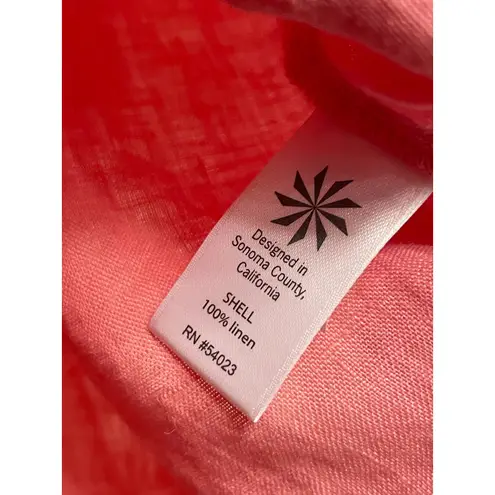 Designed in
Sonoma County,
California
SHELL
100% linen
RN #54023